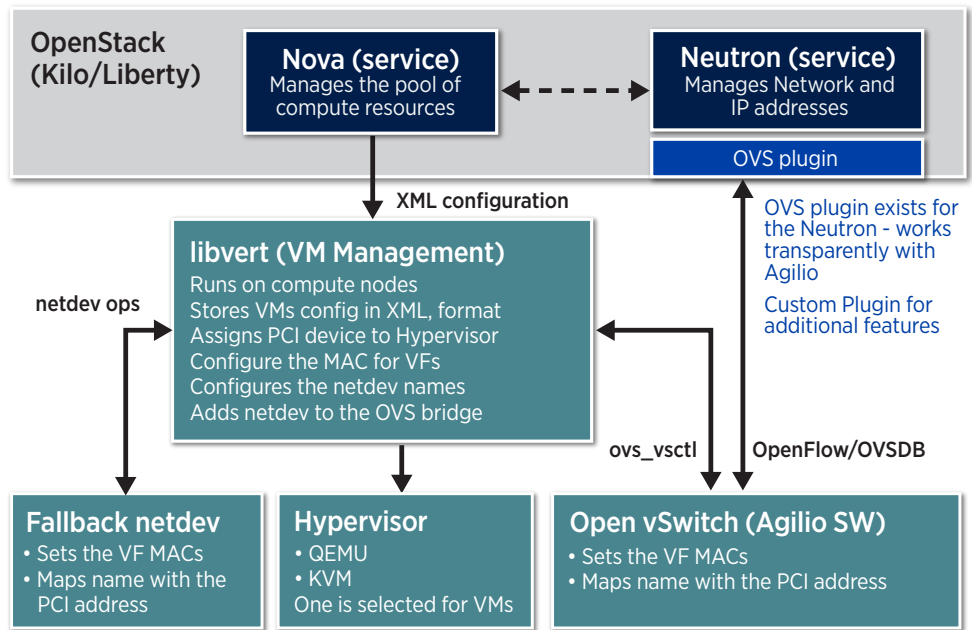 OpenStack
(Kilo/Liberty)
Nova (service)
Manages the pool of
compute resources
Neutron (service)
Manages Network and
IP addresses
OVS plugin
XML configuration
OVS plugin exists for
the Neutron - works
transparently with
Agilio
Custom Plugin for
additional features
libvert (VM Management)
Runs on compute nodes
Stores VMs config in XML, format
Assigns PCI device to Hypervisor
Configure the MAC for VFs
Configures the netdev names
Adds netdev to the OVS bridge
netdev ops
ovs_vsctl
OpenFlow/OVSDB
Fallback netdev
• Sets the VF MACs
• Maps name with the
PCI address
Hypervisor
• QEMU
• KVM
One is selected for VMs
Open vSwitch (Agilio SW)
• Sets the VF MACs
• Maps name with the PCI address